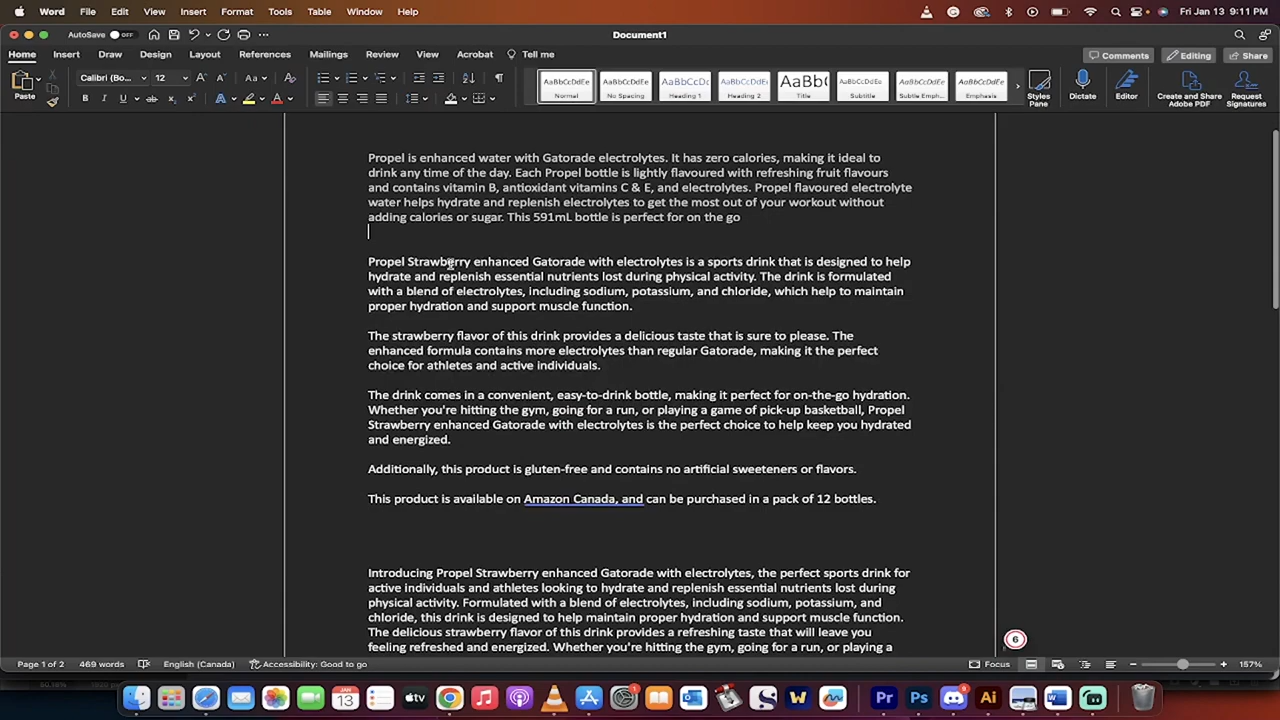 Word File Edit View Insert Format Tools Table Window Help Fri Jan 13 9:11 PM
AutoSave OFF Document1
Home Insert Draw Design Layout References Mailings Review View Acrobat Tell me Comments Editing Share
Paste Calibri (Bo... 12 AaBbCcDdEe AaBbCcDdEe AaBbCcDc AaBbCcDdEe AaBbC AaBbCcDdEe AaBbCcDdEe AaBbCcDdEe
Normal No Spacing Heading 1 Heading 2 Title Subtitle Subtle Emph... Emphasis Styles Pane Dictate Editor Create and Share Adobe PDF Request Signatures
Propel is enhanced water with Gatorade electrolytes. It has zero calories, making it ideal to
drink any time of the day. Each Propel bottle is lightly flavoured with refreshing fruit flavours
and contains vitamin B, antioxidant vitamins C & E, and electrolytes. Propel flavoured electrolyte
water helps hydrate and replenish electrolytes to get the most out of your workout without
adding calories or sugar. This 591mL bottle is perfect for on the go
Propel Strawberry enhanced Gatorade with electrolytes is a sports drink that is designed to help
hydrate and replenish essential nutrients lost during physical activity. The drink is formulated
with a blend of electrolytes, including sodium, potassium, and chloride, which help to maintain
proper hydration and support muscle function.
The strawberry flavor of this drink provides a delicious taste that is sure to please. The
enhanced formula contains more electrolytes than regular Gatorade, making it the perfect
choice for athletes and active individuals.
The drink comes in a convenient, easy-to-drink bottle, making it perfect for on-the-go hydration.
Whether you're hitting the gym, going for a run, or playing a game of pick-up basketball, Propel
Strawberry enhanced Gatorade with electrolytes is the perfect choice to help keep you hydrated
and energized.
Additionally, this product is gluten-free and contains no artificial sweeteners or flavors.
This product is available on Amazon Canada, and can be purchased in a pack of 12 bottles.
Introducing Propel Strawberry enhanced Gatorade with electrolytes, the perfect sports drink for
active individuals and athletes looking to hydrate and replenish essential nutrients lost during
physical activity. Formulated with a blend of electrolytes, including sodium, potassium, and
chloride, this drink is designed to help maintain proper hydration and support muscle function.
The delicious strawberry flavor of this drink provides a refreshing taste that will leave you
feeling refreshed and energized. Whether you're hitting the gym, going for a run, or playing a
6
Page 1 of 2 469 words English (Canada) Accessibility: Good to go Focus 157%